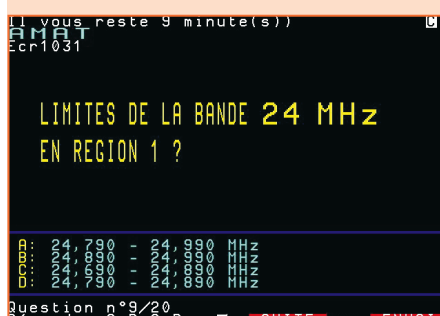 Il vous reste 9 minute(s)) C
AMAT
Ecr1031
LIMITES DE LA BANDE 24 MHz
EN REGION 1 ?
A: 24,790 - 24,990 MHz
B: 24,890 - 24,990 MHz
C: 24,690 - 24,890 MHz
D: 24,790 - 24,890 MHz
Question n°9/20